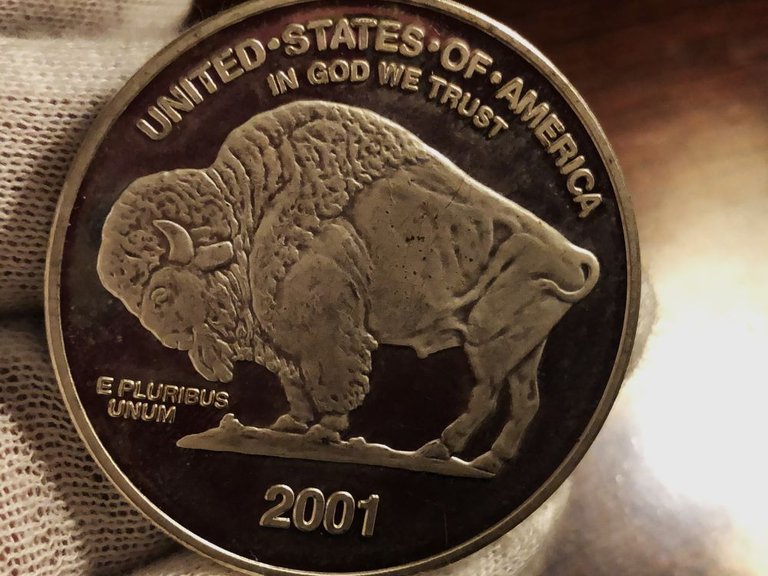 UNITED·STATES·OF·AMERICA
IN GOD WE TRUST
E PLURIBUS
UNUM
2001